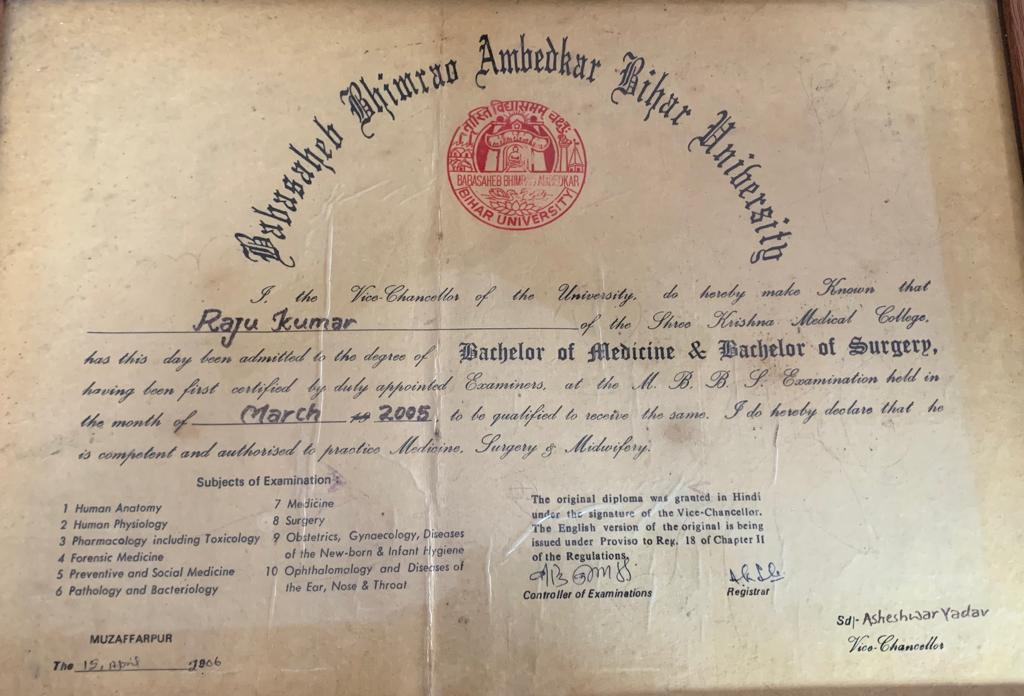 Babasaheb Bhimrao Ambedkar Bihar University
नास्ति विद्यासमम् चक्षुः
BABASAHEB BHIMRAO AMBEDKAR
BIHAR UNIVERSITY
I, the Vice-Chancellor of the University, do hereby make Known that
Raju Kumar of the Shree Krishna Medical College,
has this day been admitted to the degree of Bachelor of Medicine & Bachelor of Surgery,
having been first certified by duly appointed Examiners, at the M. B. B. S. Examination held in
the month of March 19 2005, to be qualified to receive the same. I do hereby declare that he
is competent and authorised to practice Medicine, Surgery & Midwifery.
Subjects of Examination :
1 Human Anatomy
2 Human Physiology
3 Pharmacology including Toxicology
4 Forensic Medicine
5 Preventive and Social Medicine
6 Pathology and Bacteriology
7 Medicine
8 Surgery
9 Obstetrics, Gynaecology, Diseases
of the New-born & Infant Hygiene
10 Ophthalomology and Diseases of
the Ear, Nose & Throat
The original diploma was granted in Hindi
under the signature of the Vice-Chancellor.
The English version of the original is being
issued under Proviso to Reg. 18 of Chapter II
of the Regulations.
Controller of Examinations
Registrar
Sd/- Asheshwar Yadav
Vice-Chancellor
MUZAFFARPUR
The 15, April